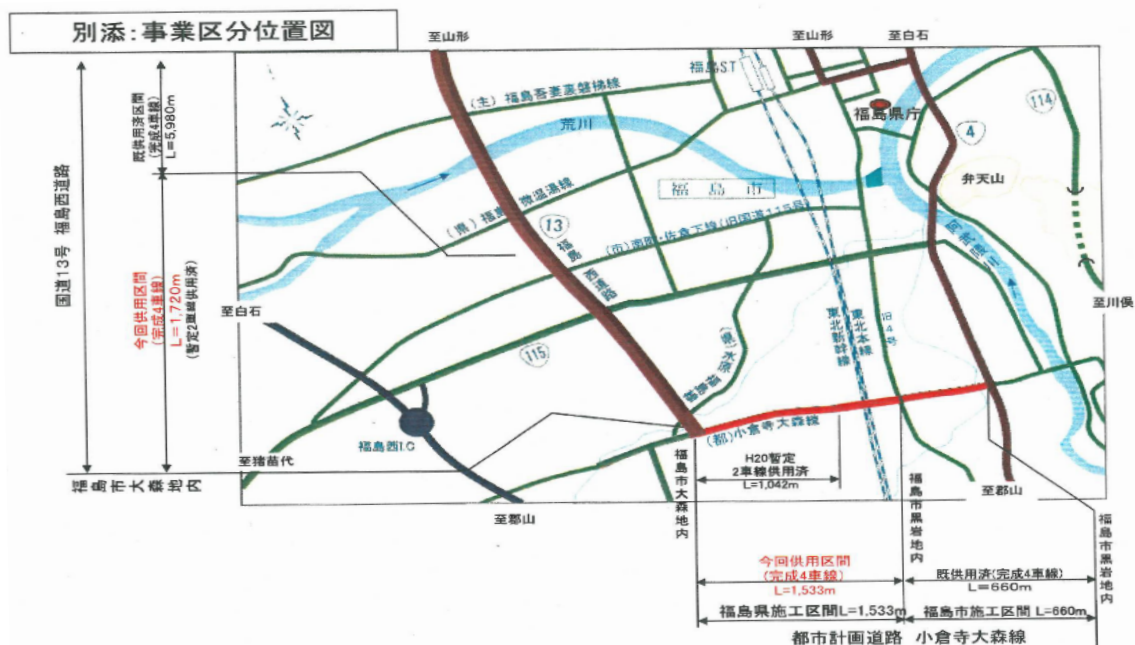 別添:事業区分位置図
至山形
至山形
至白石
国道13号 福島西道路
既供用済区間
(完成4車線)
L=5,980m
今回供用区間
(完成4車線)
L=1,720m
(暫定2車線供用済)
福島市大森地内
(主)福島吾妻裏磐梯線
福島ST
荒川
福島県庁
4
114
弁天山
(県)福島微温湯線
福島市
13
福島西道路
阿武隈川
至白石
至川俣
115
東北新幹線
東北本線
旧4号
福島西I.C
(都)小倉寺大森線
至猪苗代
至郡山
至郡山
H20暫定
2車線供用済
L=1,042m
福島市大森地内
福島市黒岩地内
福島市黒岩地内
今回供用区間
(完成4車線)
L=1,533m
既供用済(完成4車線)
L=660m
福島県施工区間L=1,533m
福島市施工区間 L=660m
都市計画道路 小倉寺大森線